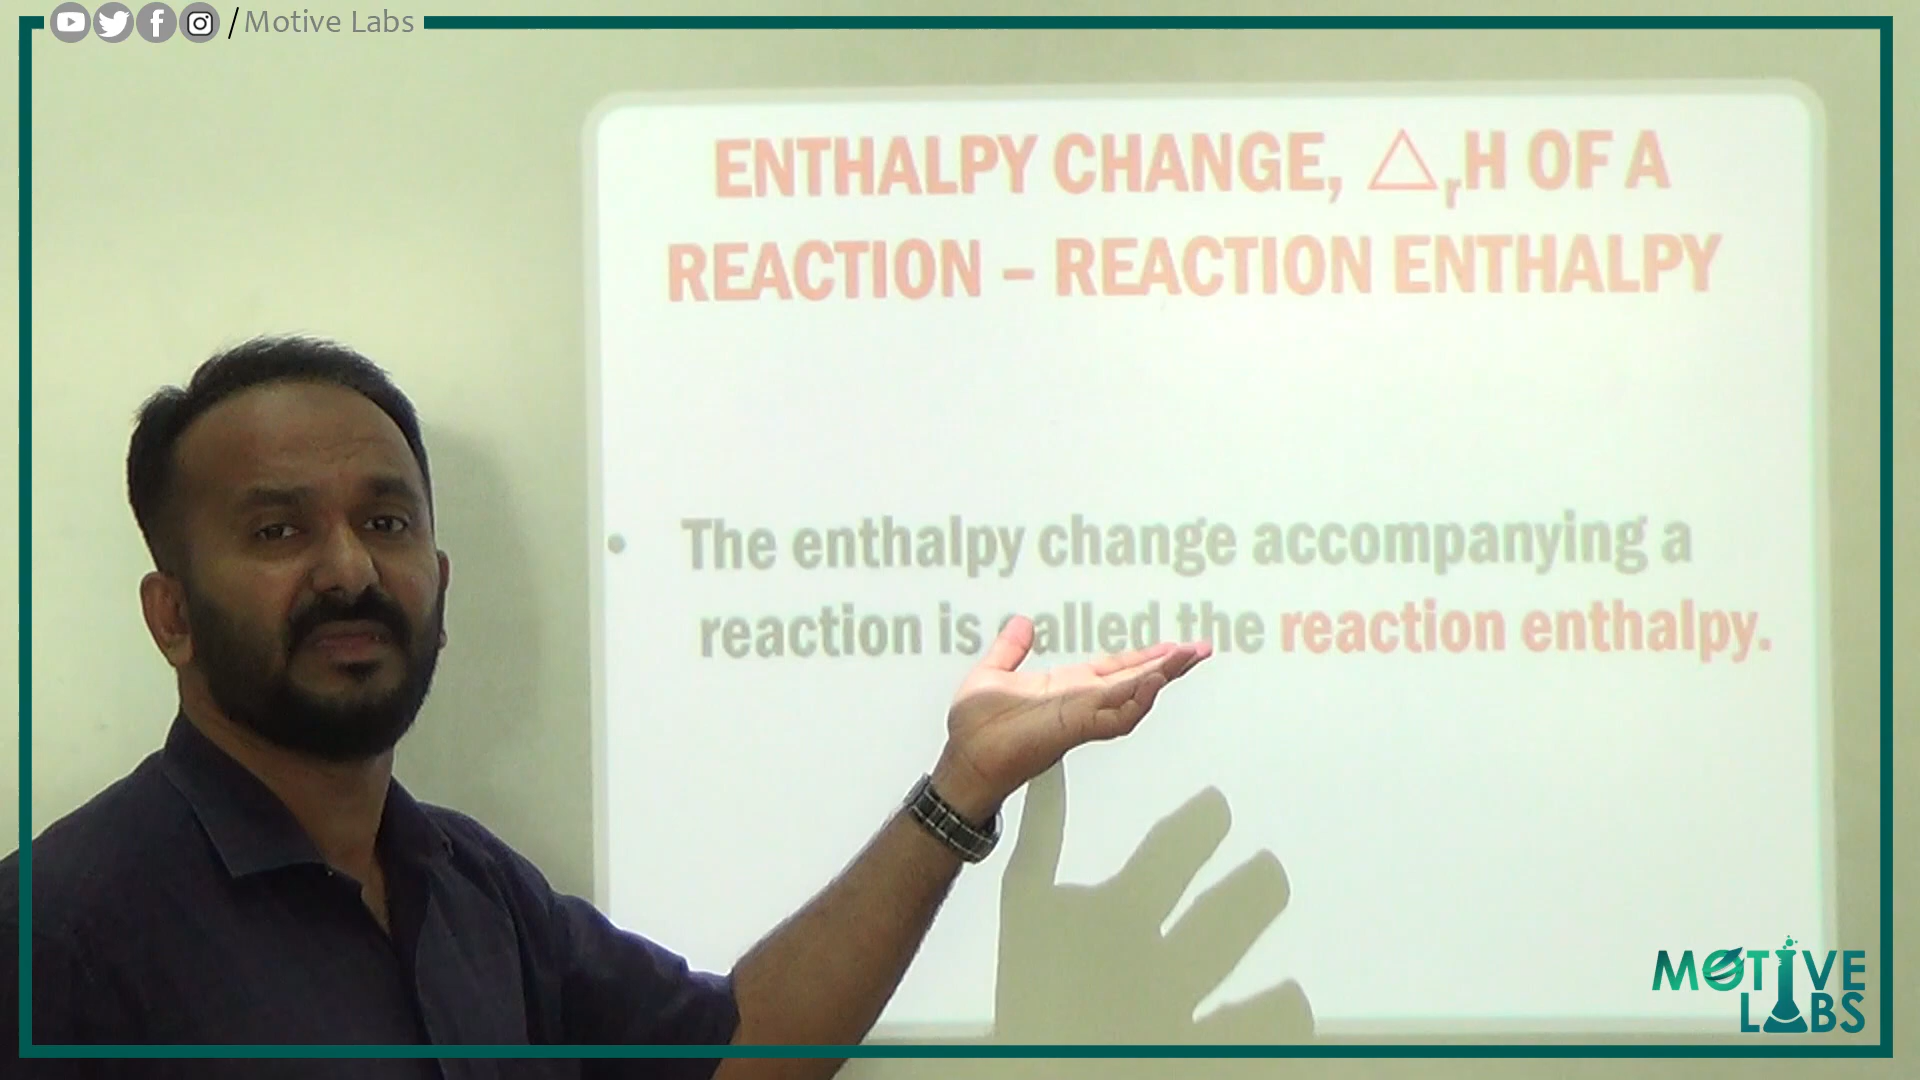 /Motive Labs
ENTHALPY CHANGE, △rH OF A
REACTION – REACTION ENTHALPY
• The enthalpy change accompanying a
reaction is called the reaction enthalpy.
MOTIVE
LABS